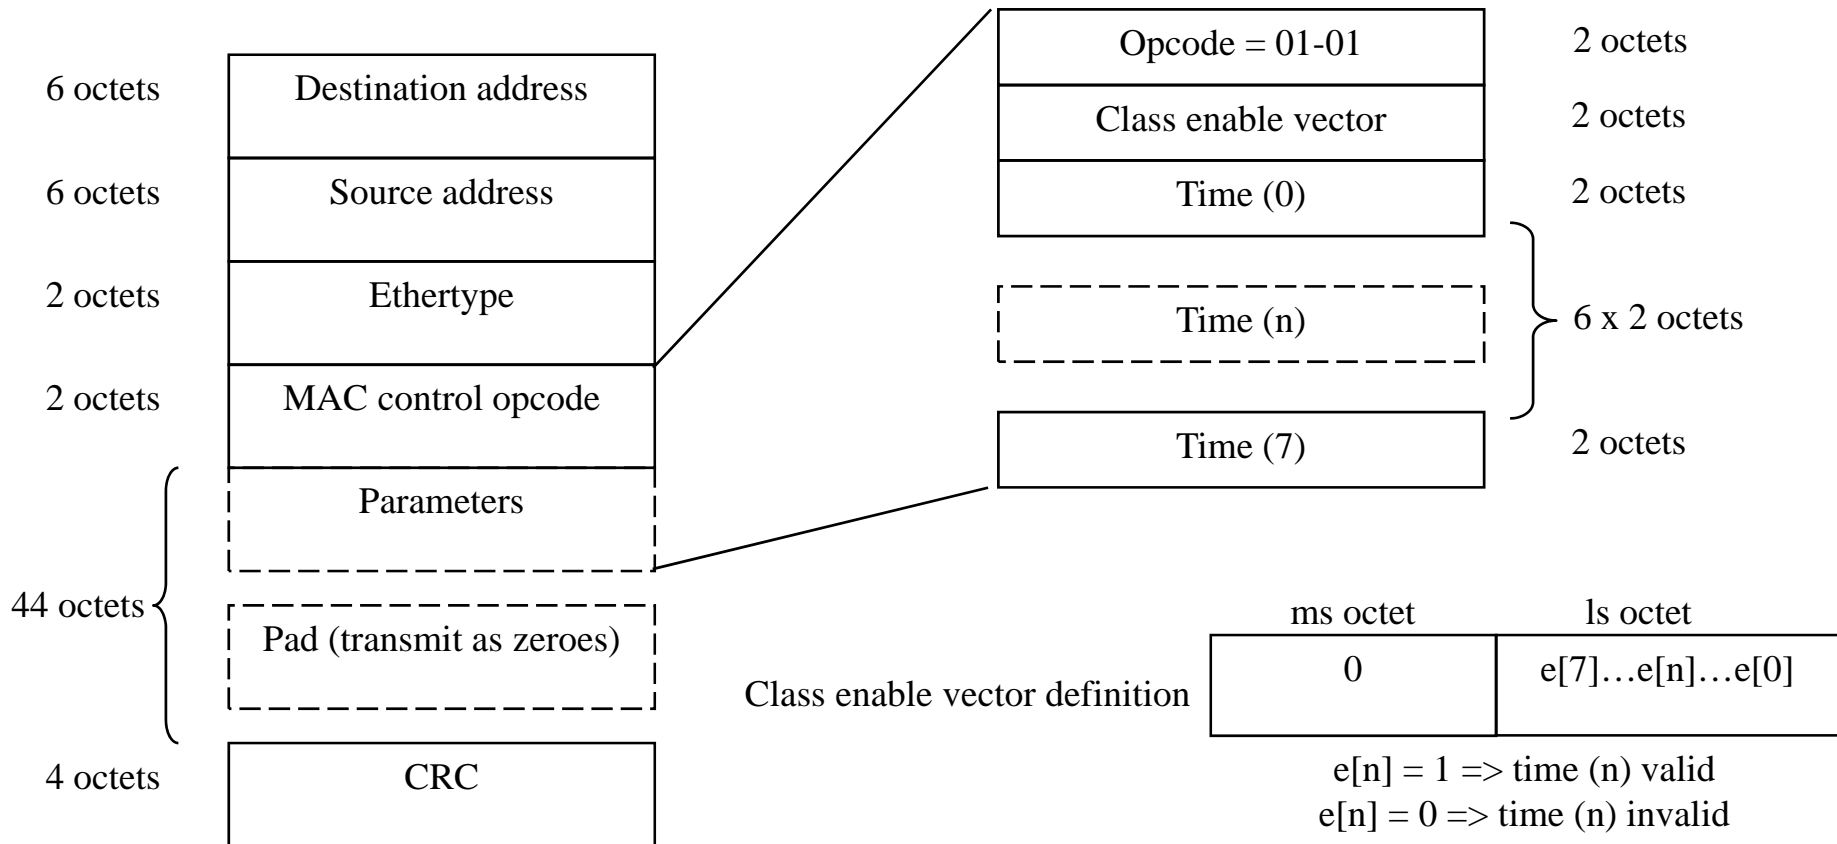 6 octets
Destination address
6 octets
Source address
2 octets
Ethertype
2 octets
MAC control opcode
44 octets
Parameters
Pad (transmit as zeroes)
4 octets
CRC
Opcode = 01-01
2 octets
Class enable vector
2 octets
Time (0)
2 octets
Time (n)
6 x 2 octets
Time (7)
2 octets
ms octet
ls octet
Class enable vector definition
0
e[7]…e[n]…e[0]
e[n] = 1 => time (n) valid
e[n] = 0 => time (n) invalid